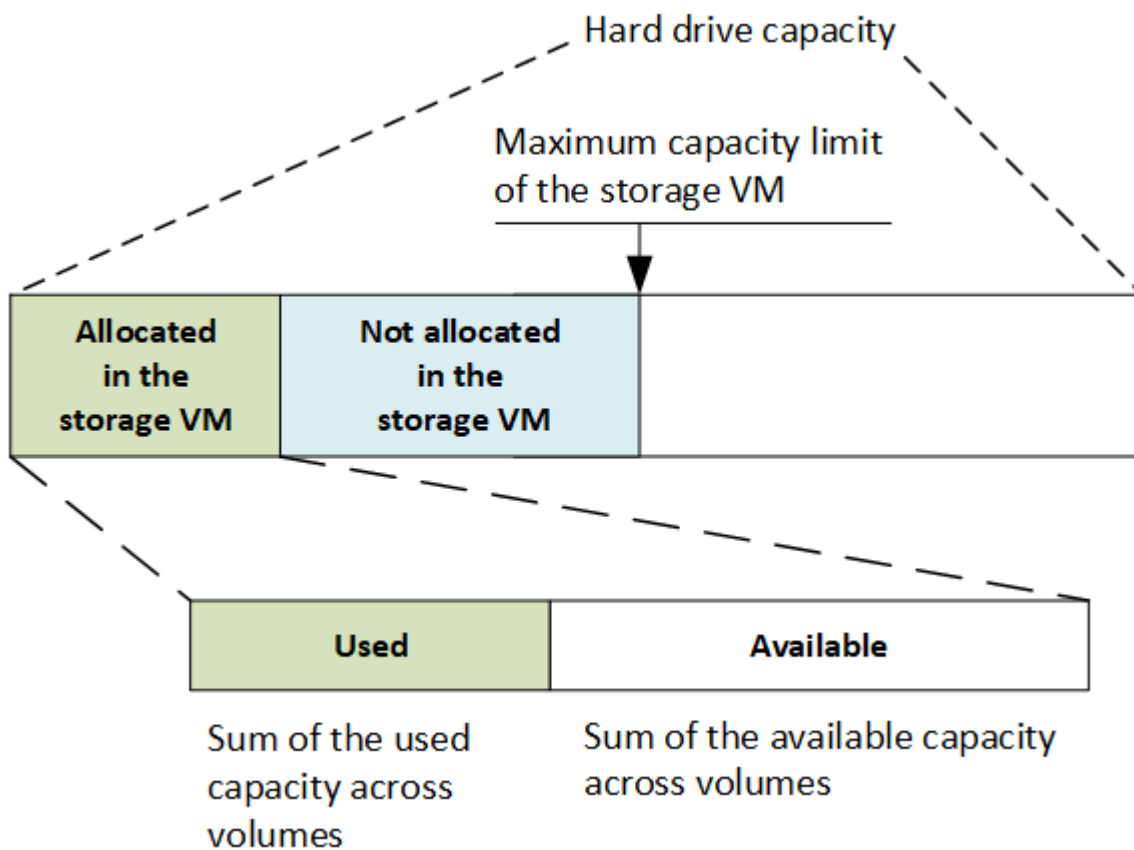 Hard drive capacity
Maximum capacity limit
of the storage VM
Allocated
in the
storage VM
Not allocated
in the
storage VM
Used
Available
Sum of the used
capacity across
volumes
Sum of the available capacity
across volumes